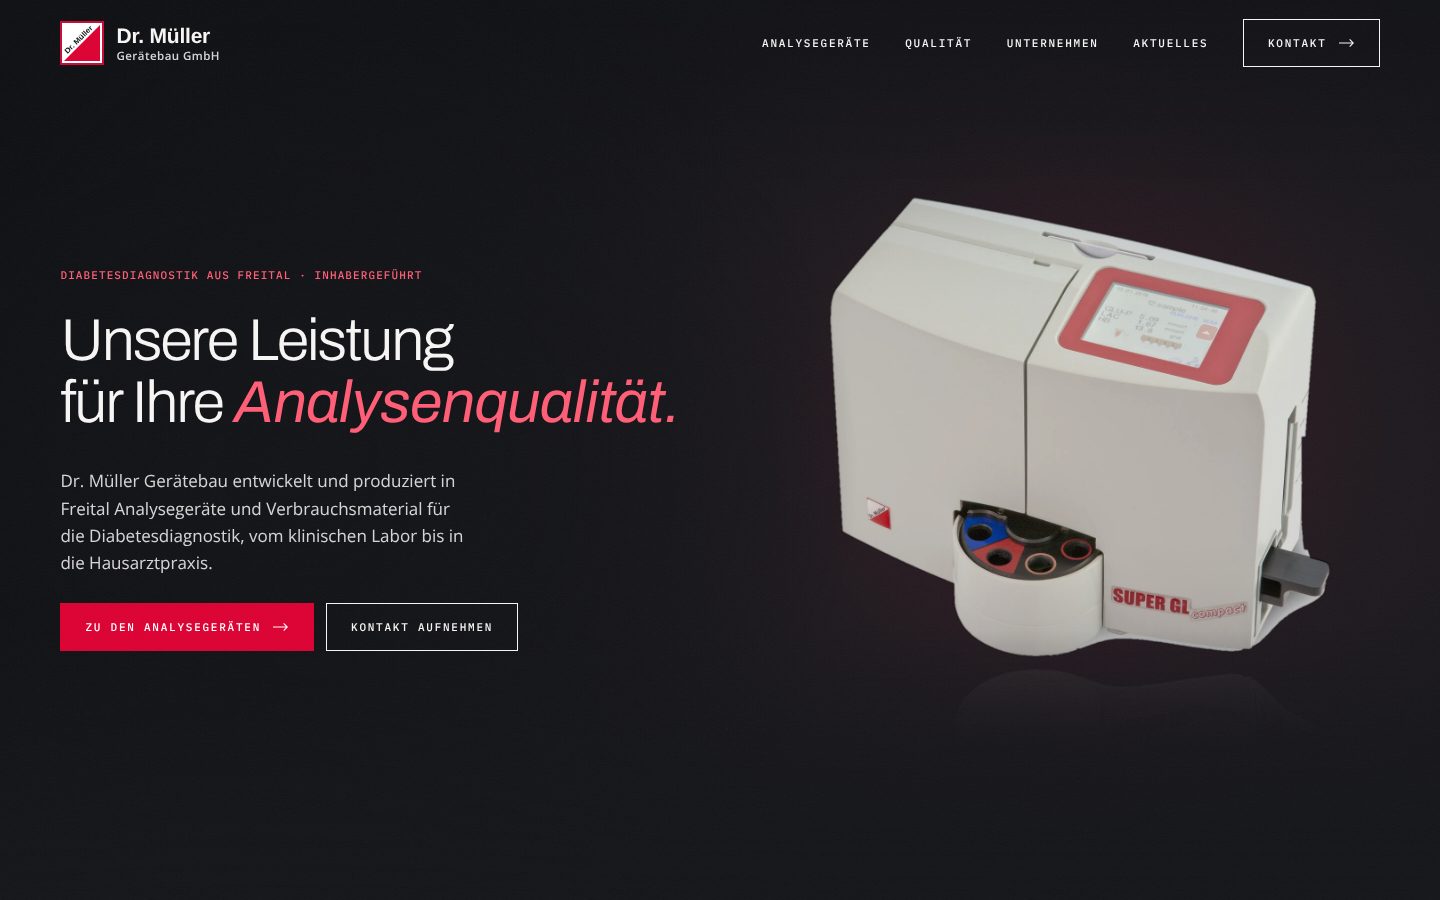 Dr. Müller
Dr. Müller
Gerätebau GmbH
ANALYSEGERÄTE
QUALITÄT
UNTERNEHMEN
AKTUELLES
KONTAKT
DIABETESDIAGNOSTIK AUS FREITAL · INHABERGEFÜHRT
Unsere Leistung
für Ihre Analysenqualität.
Dr. Müller Gerätebau entwickelt und produziert in
Freital Analysegeräte und Verbrauchsmaterial für
die Diabetesdiagnostik, vom klinischen Labor bis in
die Hausarztpraxis.
ZU DEN ANALYSEGERÄTEN
KONTAKT AUFNEHMEN
SUPER GL
compact